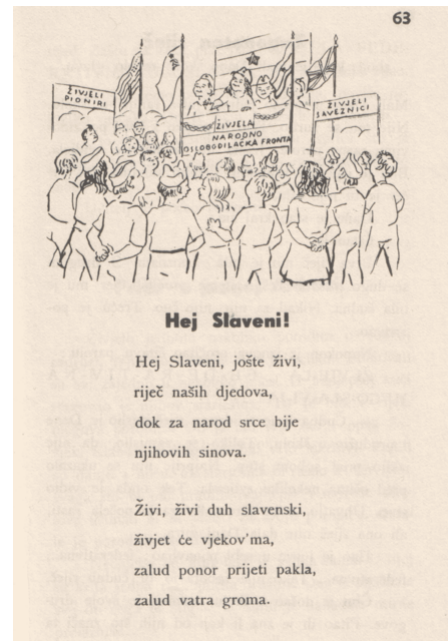 63
ŽIVJELI
PIONIRI
ŽIVJELI
SAVEZNICI
ŽIVJELA
NARODNO
OSLOBODILAČKA FRONTA
Hej Slaveni!
Hej Slaveni, jošte živi,
riječ naših djedova,
dok za narod srce bije
njihovih sinova.
Živi, živi duh slavenski,
živjet će vjekov'ma,
zalud ponor prijeti pakla,
zalud vatra groma.